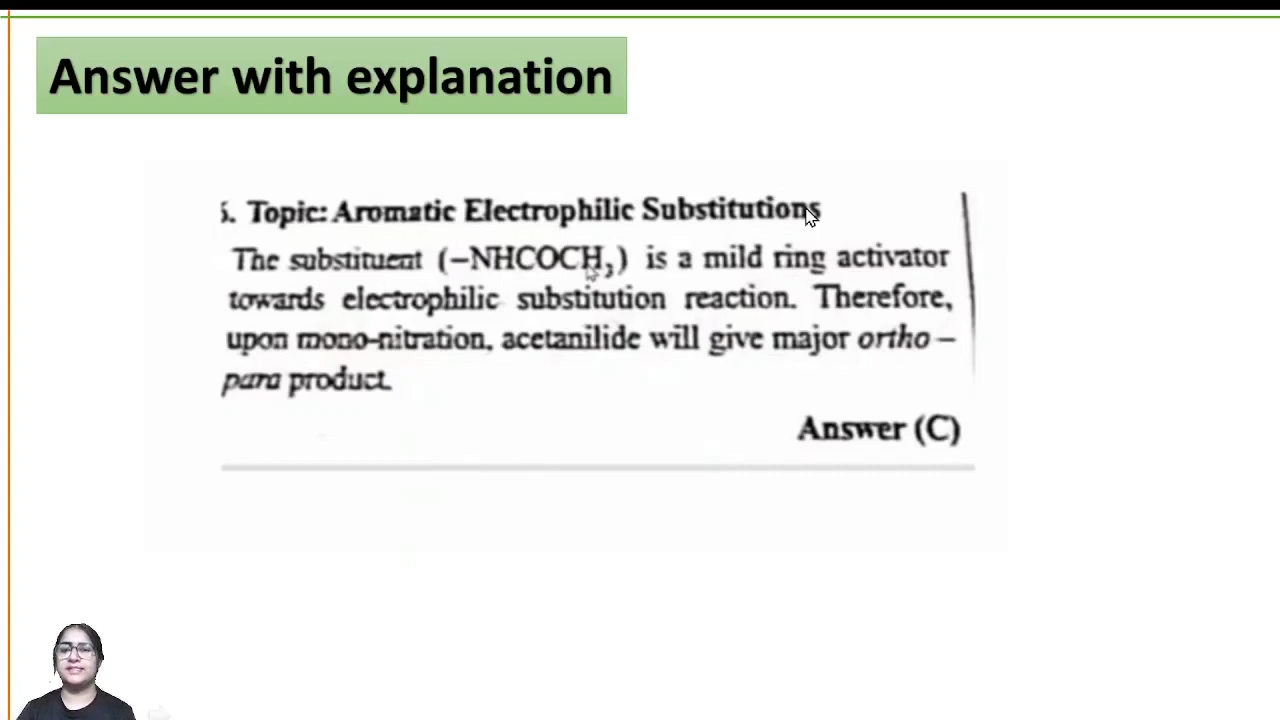 Answer with explanation
5. Topic: Aromatic Electrophilic Substitutions
The substituent (–NHCOCH₃) is a mild ring activator
towards electrophilic substitution reaction. Therefore,
upon mono-nitration, acetanilide will give major ortho –
para product.
Answer (C)